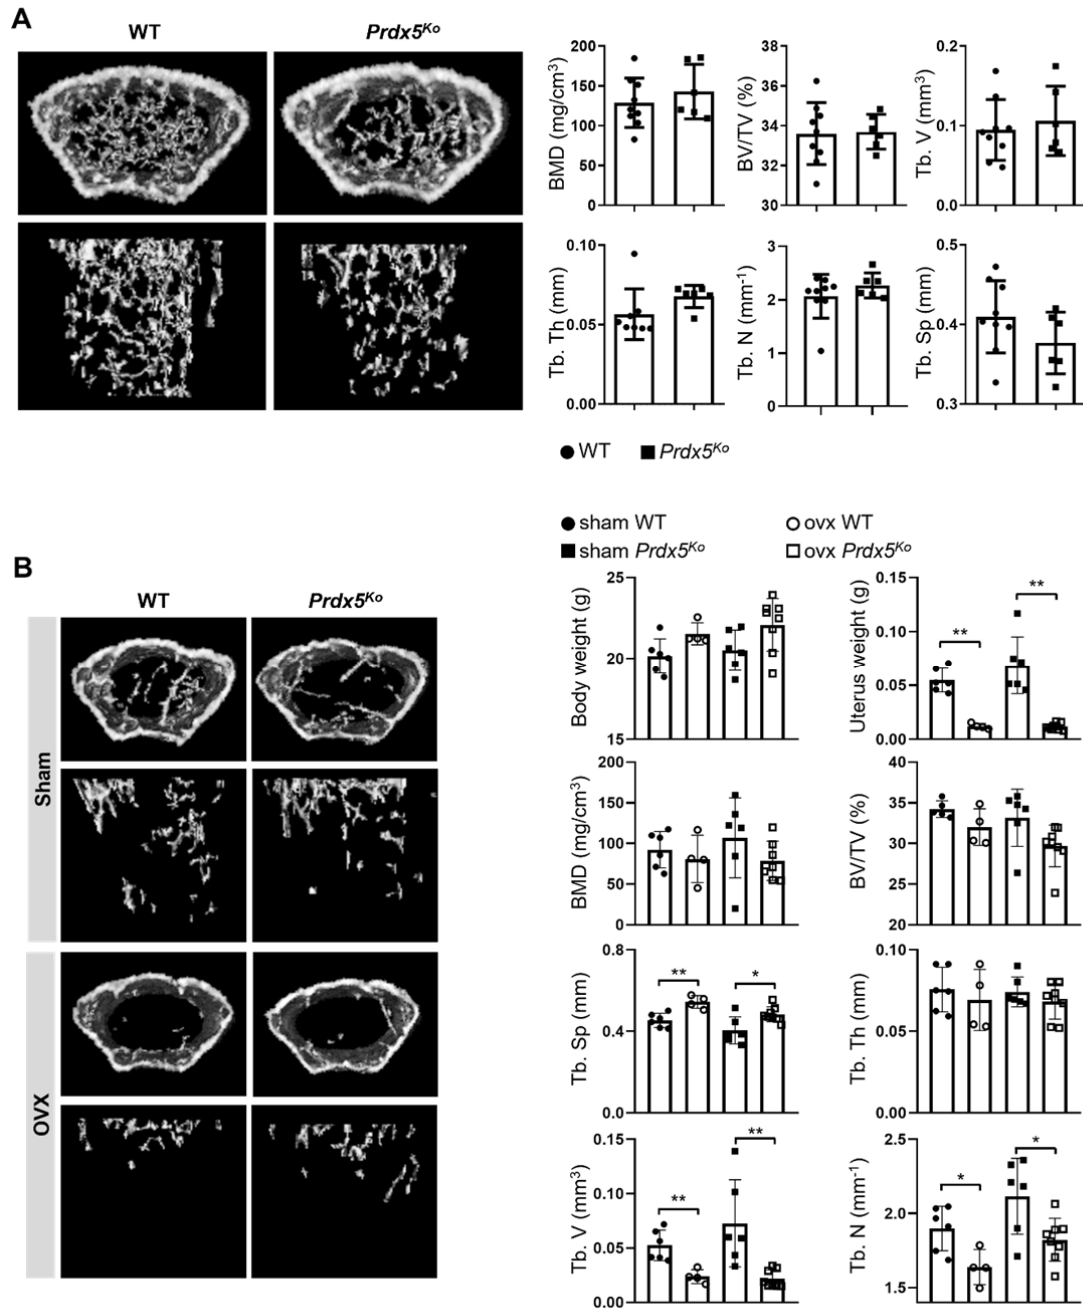 A
WT
Prdx5Ko
BMD (mg/cm3)
200
150
100
50
0
BV/TV (%)
38
36
34
32
30
Tb. V (mm3)
0.2
0.1
0.0
Tb. Th (mm)
0.10
0.05
0.00
Tb. N (mm-1)
3
2
1
0
Tb. Sp (mm)
0.5
0.4
0.3
WT
Prdx5Ko
sham WT
ovx WT
sham Prdx5Ko
ovx Prdx5Ko
B
WT
Prdx5Ko
Sham
OVX
Body weight (g)
25
20
15
Uterus weight (g)
0.15
0.10
0.05
0.00
**
**
BMD (mg/cm3)
200
150
100
50
0
BV/TV (%)
40
35
30
25
20
Tb. Sp (mm)
0.8
0.4
0.0
**
*
Tb. Th (mm)
0.10
0.05
0.00
Tb. V (mm3)
0.15
0.10
0.05
0.00
**
**
Tb. N (mm-1)
2.5
2.0
1.5
*
*